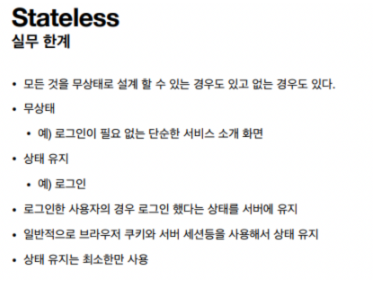 Stateless
실무 한계
• 모든 것을 무상태로 설계 할 수 있는 경우도 있고 없는 경우도 있다.
• 무상태
• 예) 로그인이 필요 없는 단순한 서비스 소개 화면
• 상태 유지
• 예) 로그인
• 로그인한 사용자의 경우 로그인 했다는 상태를 서버에 유지
• 일반적으로 브라우저 쿠키와 서버 세션등을 사용해서 상태 유지
• 상태 유지는 최소한만 사용